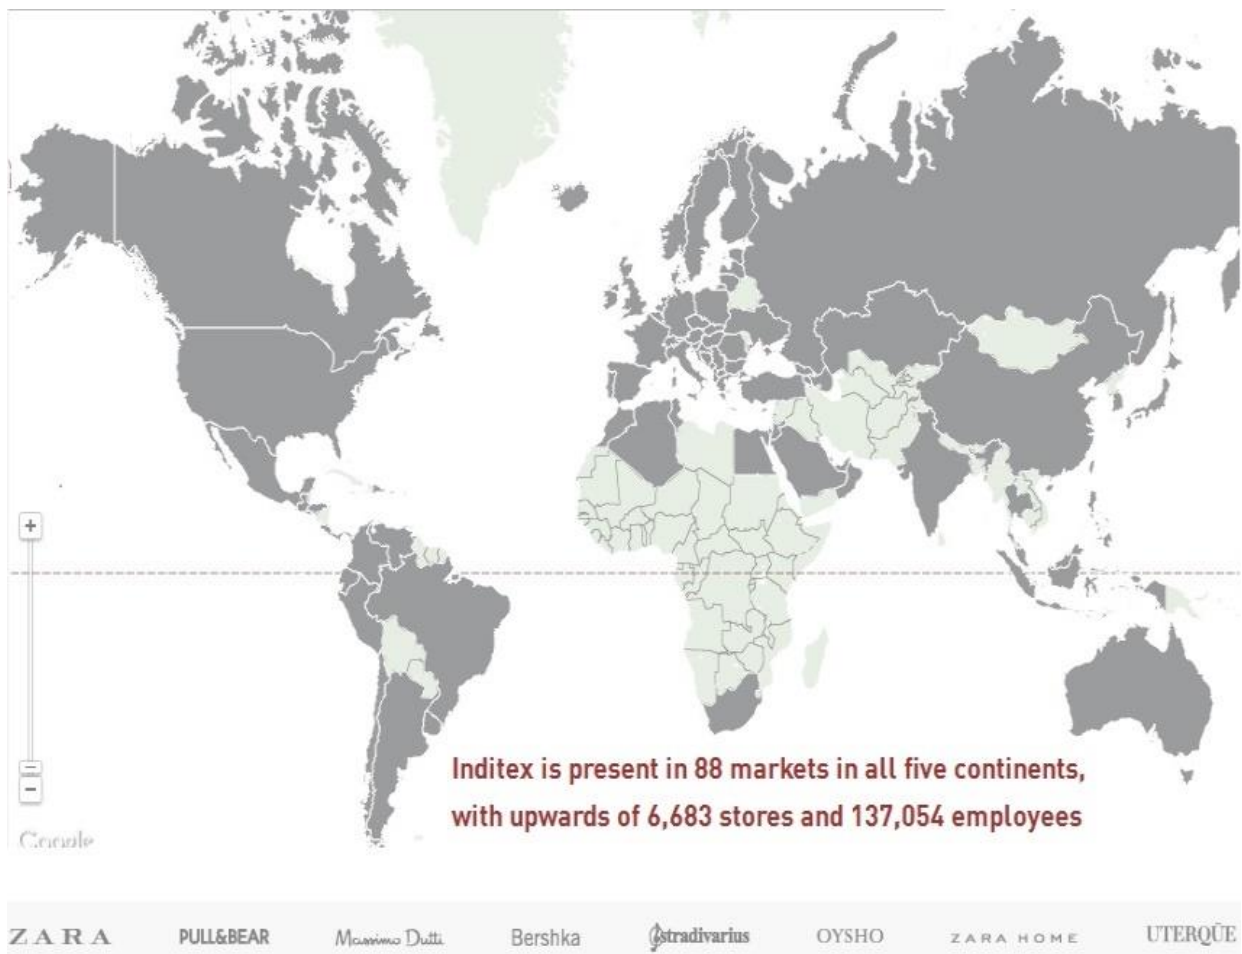 +
−
Google
Inditex is present in 88 markets in all five continents,
with upwards of 6,683 stores and 137,054 employees
ZARA PULL&BEAR Massimo Dutti Bershka Stradivarius OYSHO ZARA HOME UTERQÜE